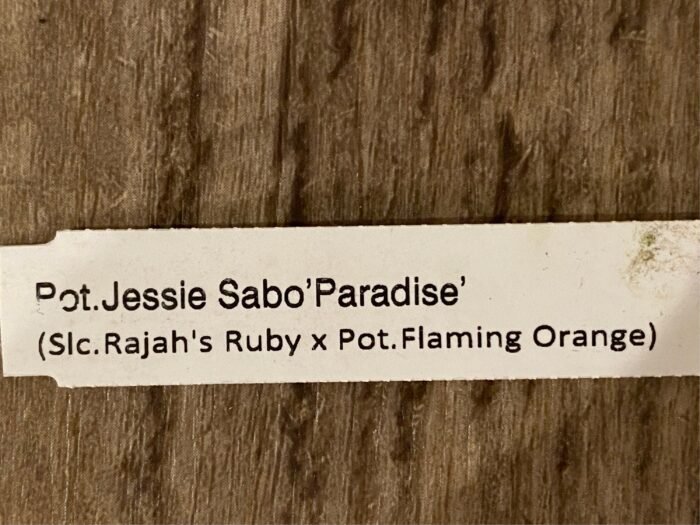 Pot.Jessie Sabo'Paradise'
(Slc.Rajah's Ruby x Pot.Flaming Orange)